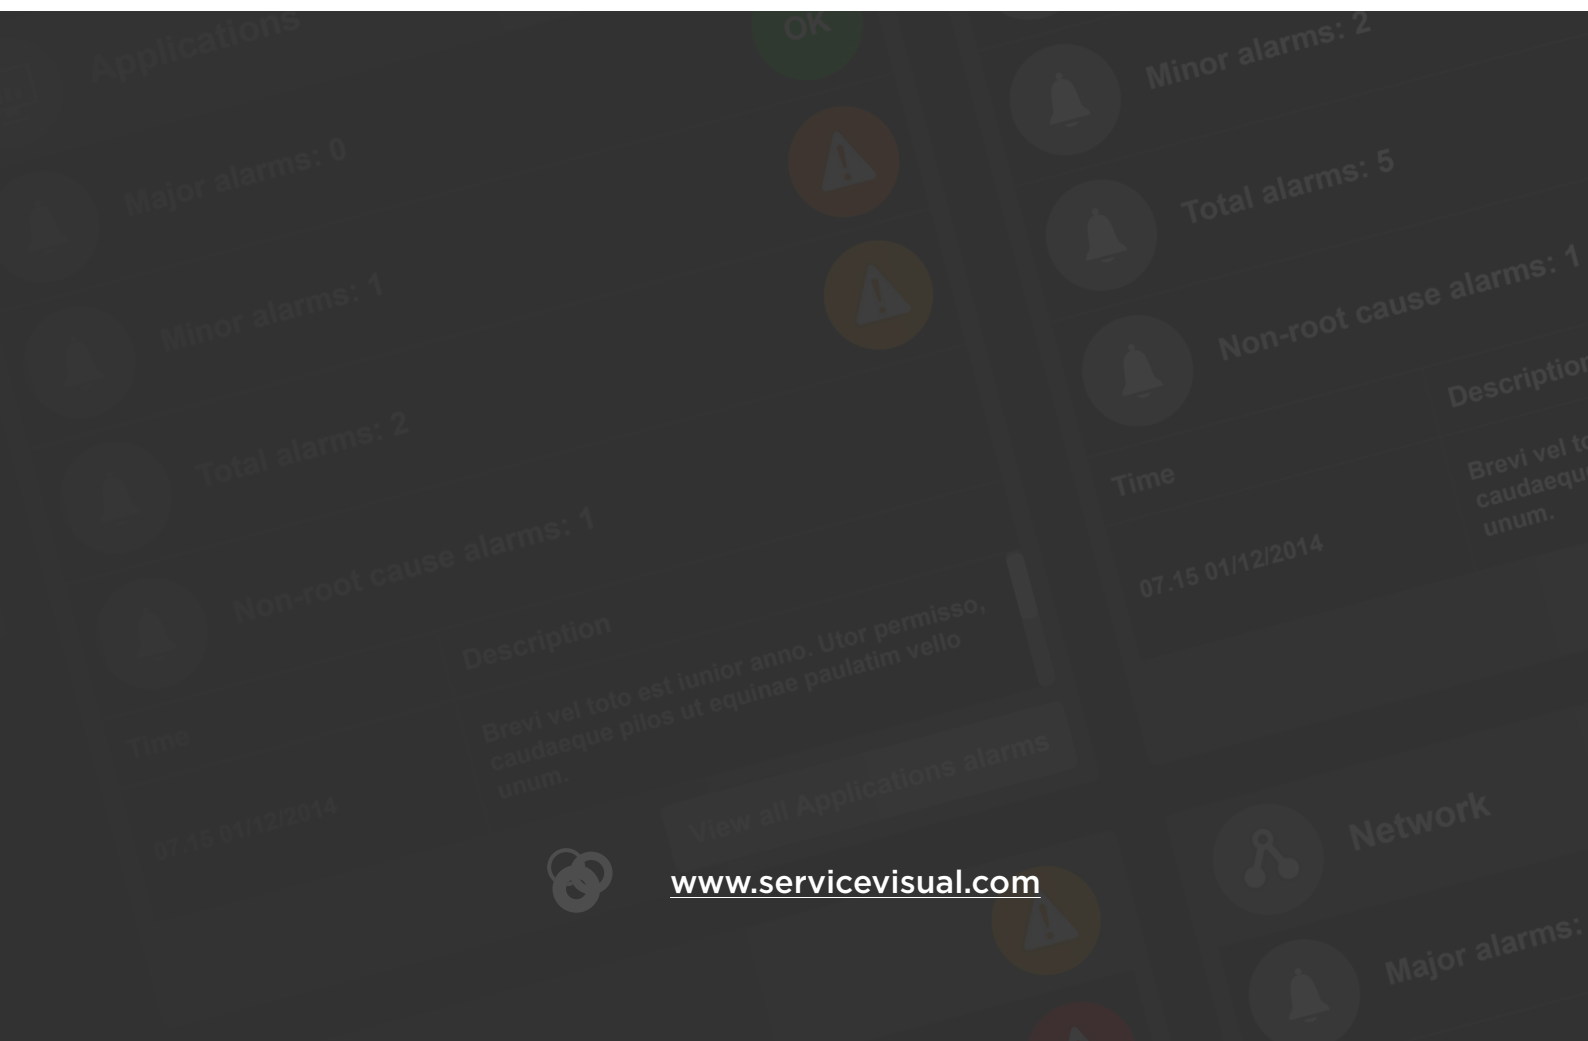 Applications
OK
Major alarms: 0
Minor alarms: 1
Total alarms: 2
Non-root cause alarms: 1
Time
Description
07.15 01/12/2014
Brevi vel toto est iunior anno. Utor permisso,
caudaeque pilos ut equinae paulatim vello
unum.
View all Applications alarms
Minor alarms: 2
Total alarms: 5
Non-root cause alarms: 1
Time
Description
07.15 01/12/2014
Brevi vel
caudaeque
unum.
Network
Major alarms:
www.servicevisual.com